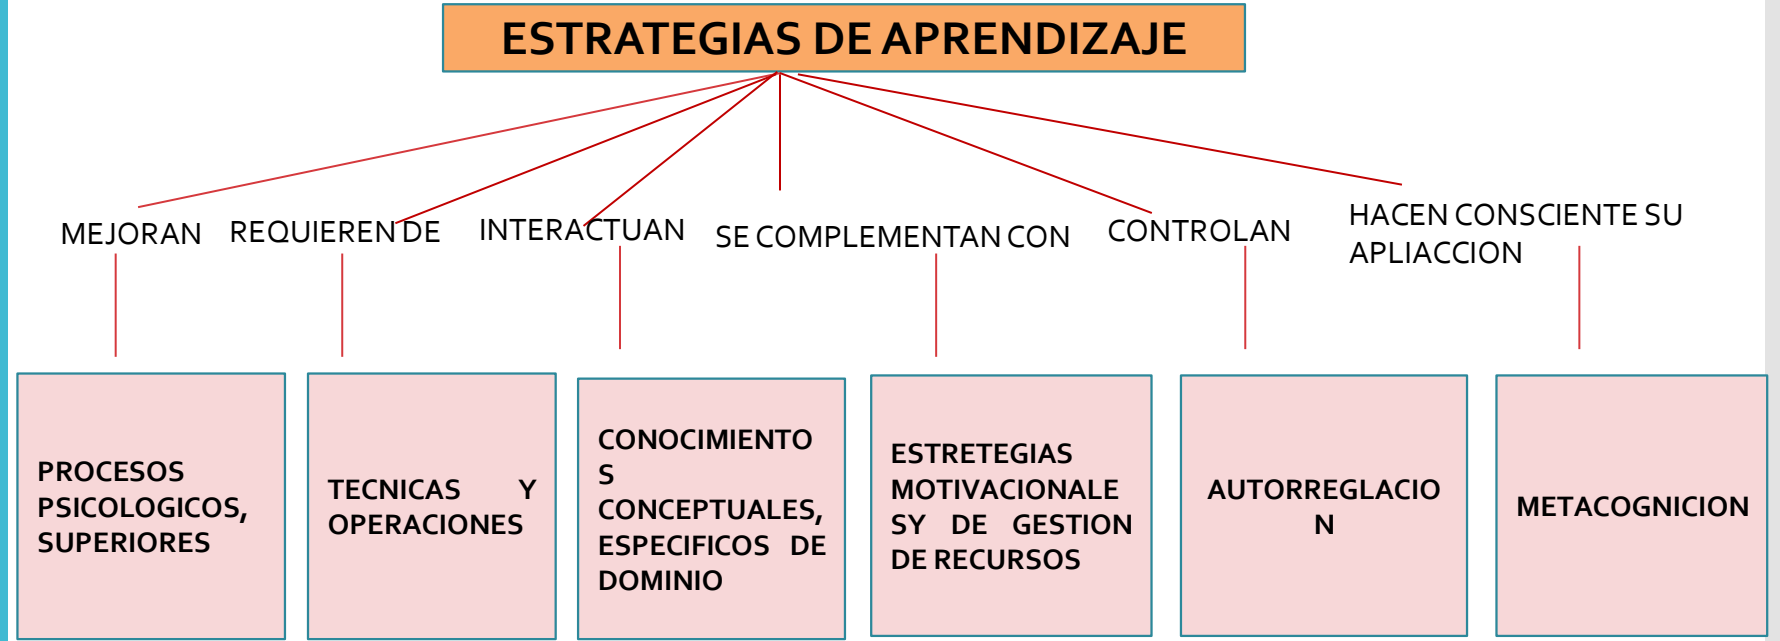 ESTRATEGIAS DE APRENDIZAJE
MEJORAN
REQUIEREN DE
INTERACTUAN
SE COMPLEMENTAN CON
CONTROLAN
HACEN CONSCIENTE SU
APLIACCION
PROCESOS
PSICOLOGICOS,
SUPERIORES
TECNICAS Y
OPERACIONES
CONOCIMIENTO
S
CONCEPTUALES,
ESPECIFICOS DE
DOMINIO
ESTRETEGIAS
MOTIVACIONALE
SY DE GESTION
DE RECURSOS
AUTORREGLACIO
N
METACOGNICION